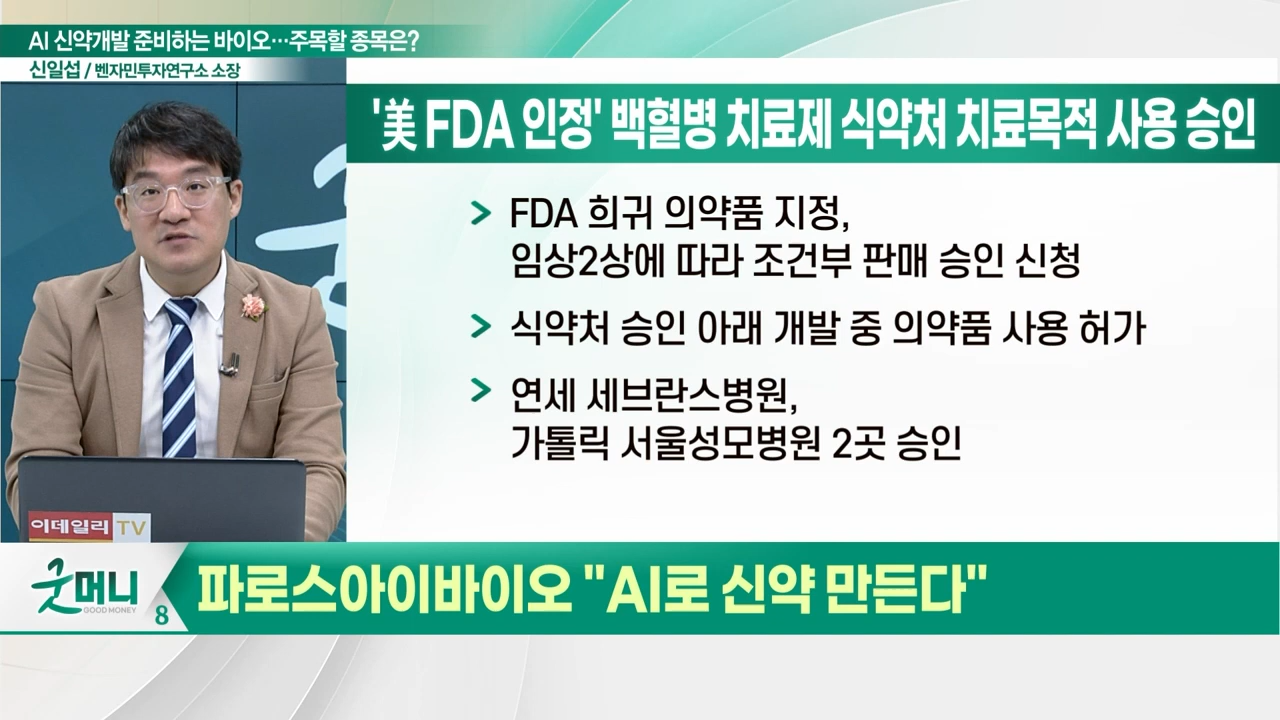 AI 신약개발 준비하는 바이오…주목할 종목은?
신일섭 / 벤자민투자연구소 소장
'美 FDA 인정' 백혈병 치료제 식약처 치료목적 사용 승인
> FDA 희귀 의약품 지정,
임상2상에 따라 조건부 판매 승인 신청
> 식약처 승인 아래 개발 중 의약품 사용 허가
> 연세 세브란스병원,
가톨릭 서울성모병원 2곳 승인
이데일리 TV
굿머니
GOOD MONEY
8
파로스아이바이오 "AI로 신약 만든다"